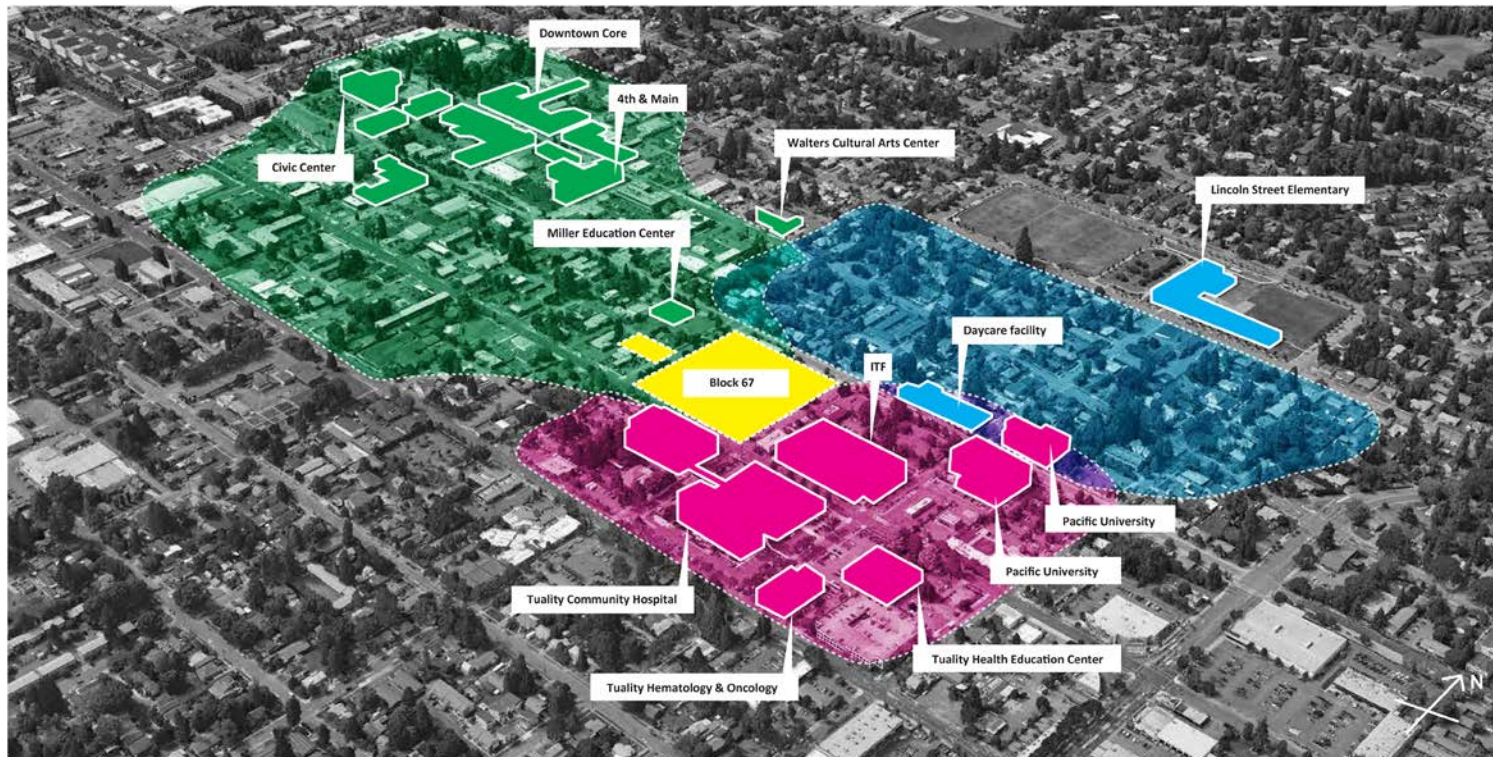 Downtown Core
4th & Main
Walters Cultural Arts Center
Civic Center
Lincoln Street Elementary
Miller Education Center
Daycare facility
ITF
Block 67
Pacific University
Pacific University
Tuality Community Hospital
Tuality Health Education Center
Tuality Hematology & Oncology
N